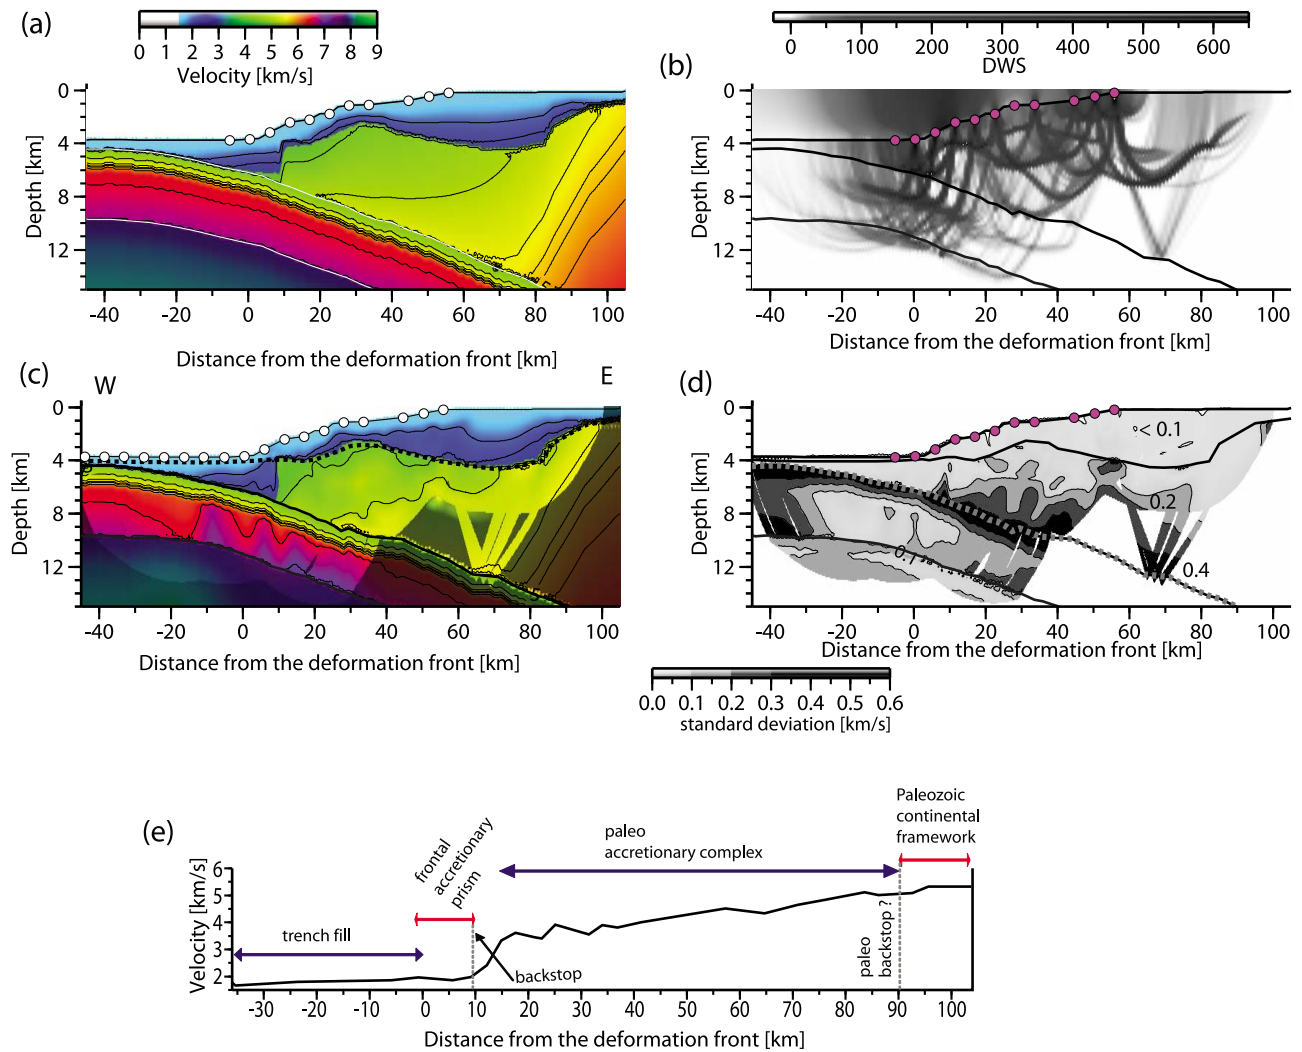 (a)
0 1 2 3 4 5 6 7 8 9
Velocity [km/s]
0
4
8
12
Depth [km]
-40 -20 0 20 40 60 80 100
Distance from the deformation front [km]
(b)
0 150 300 450 600
DWS
0
4
8
12
Depth [km]
-40 -20 0 20 40 60 80 100
Distance from the deformation front [km]
(c)
W E
0
4
8
12
Depth [km]
-40 -20 0 20 40 60 80 100
Distance from the deformation front [km]
(d)
0
4
8
12
Depth [km]
< 0.1
0.2
0.1
0.4
-40 -20 0 20 40 60 80 100
Distance from the deformation front [km]
0.0 0.1 0.2 0.3 0.4 0.5 0.6
standard deviation [km/s]
(e)
6
5
4
3
2
Velocity [km/s]
trench fill
frontal
accretionary
prism
backstop
paleo
accretionary complex
paleo
backstop ?
Paleozoic
continental
framework
-30 -20 -10 0 10 20 30 40 50 60 70 80 90 100
Distance from the deformation front [km]